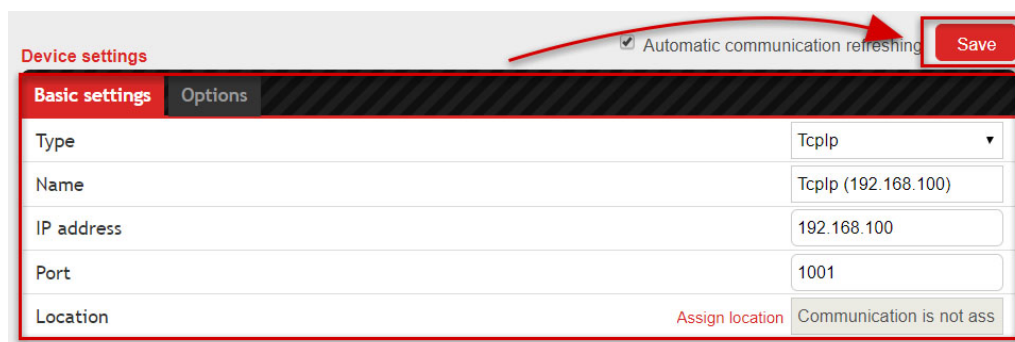 Device settings
Automatic communication refreshing
Save
Basic settings
Options
Type
TcpIp
Name
TcpIp (192.168.100)
IP address
192.168.100
Port
1001
Location
Assign location
Communication is not ass